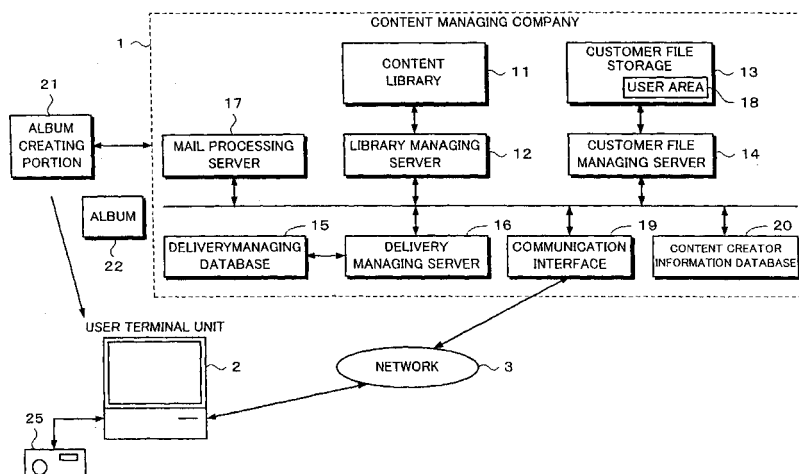 CONTENT MANAGING COMPANY
1
CONTENT
LIBRARY
11
CUSTOMER FILE
STORAGE
USER AREA
13
18
21
ALBUM
CREATING
PORTION
17
MAIL PROCESSING
SERVER
LIBRARY MANAGING
SERVER
12
CUSTOMER FILE
MANAGING SERVER
14
ALBUM
22
15
DELIVERYMANAGING
DATABASE
16
DELIVERY
MANAGING SERVER
19
COMMUNICATION
INTERFACE
20
CONTENT CREATOR
INFORMATION DATABASE
USER TERMINAL UNIT
2
NETWORK
3
25